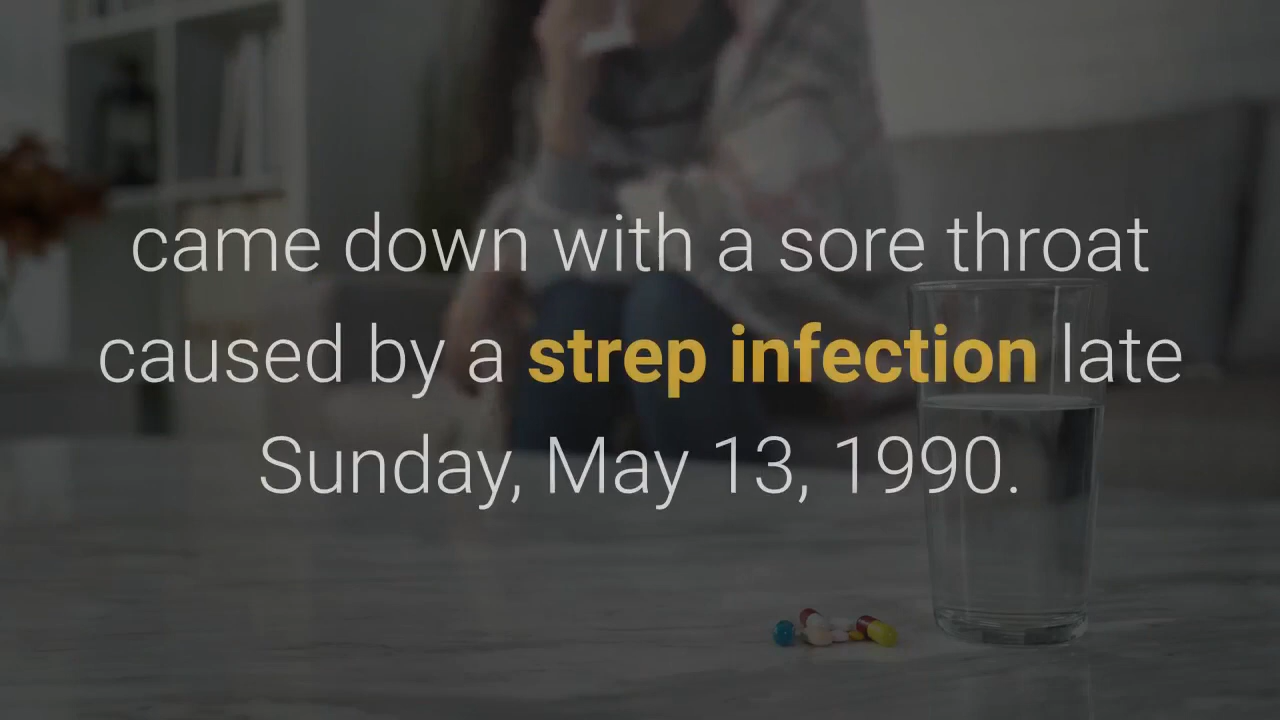 came down with a sore throat
caused by a strep infection late
Sunday, May 13, 1990.